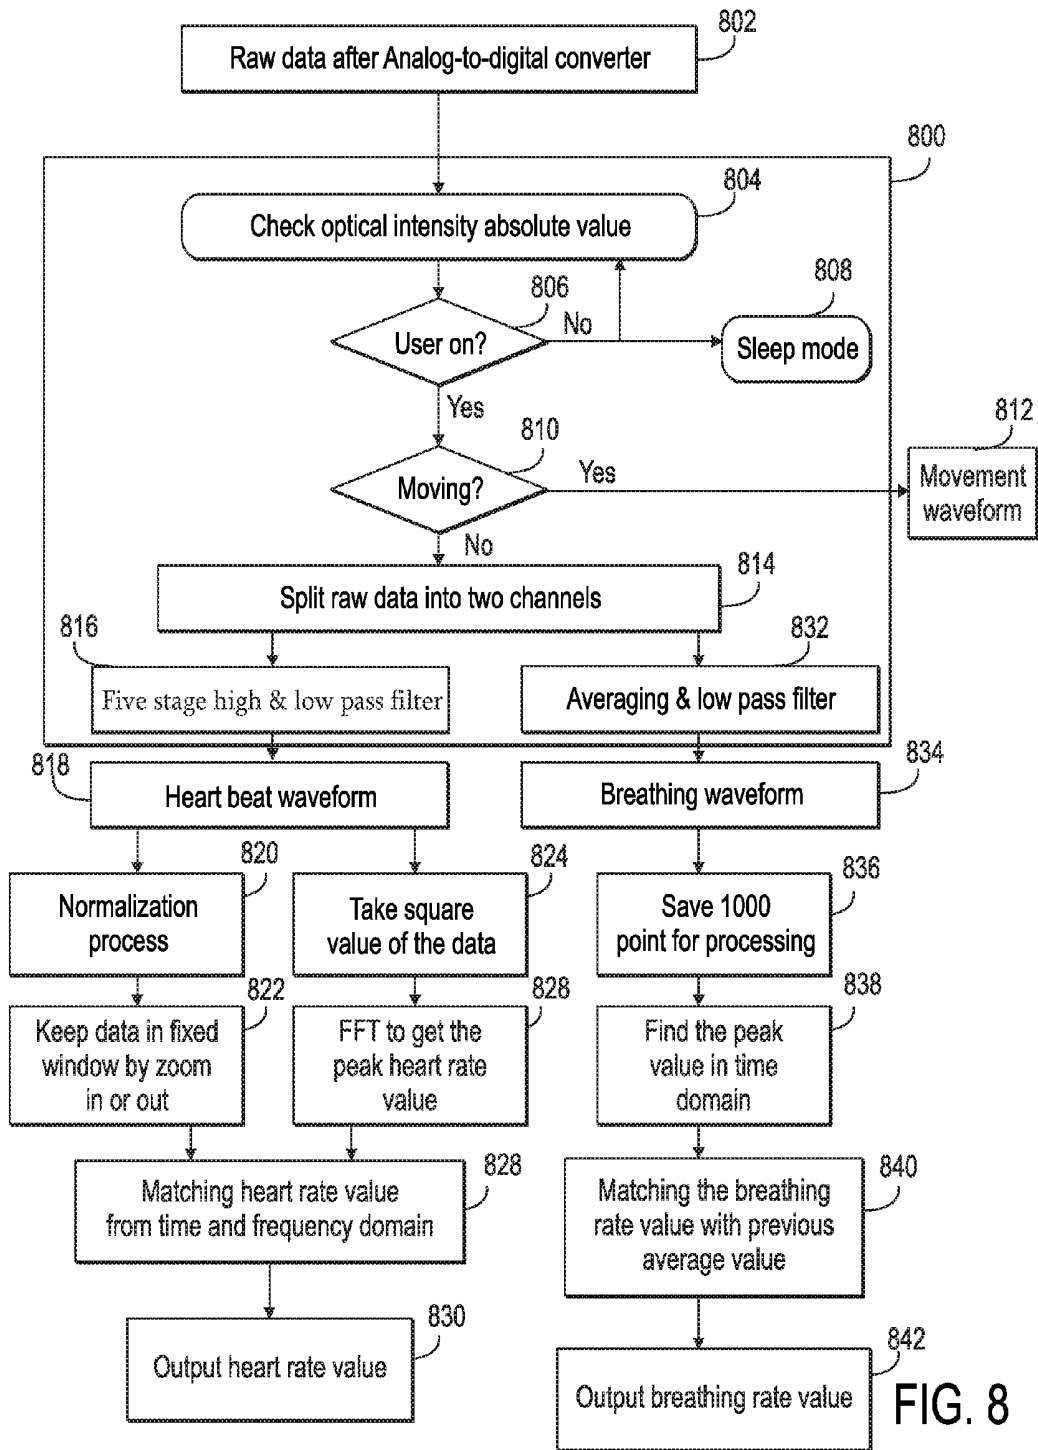 802
Raw data after Analog-to-digital converter
800
804
Check optical intensity absolute value
806
808
User on?
No
Sleep mode
Yes
810
812
Moving?
Yes
Movement
waveform
No
814
Split raw data into two channels
816
832
Five stage high & low pass filter
Averaging & low pass filter
818
834
Heart beat waveform
Breathing waveform
820
824
836
Normalization
process
Take square
value of the data
Save 1000
point for processing
822
828
838
Keep data in fixed
window by zoom
in or out
FFT to get the
peak heart rate
value
Find the peak
value in time
domain
828
840
Matching heart rate value
from time and frequency domain
Matching the breathing
rate value with previous
average value
830
842
Output heart rate value
Output breathing rate value
FIG. 8